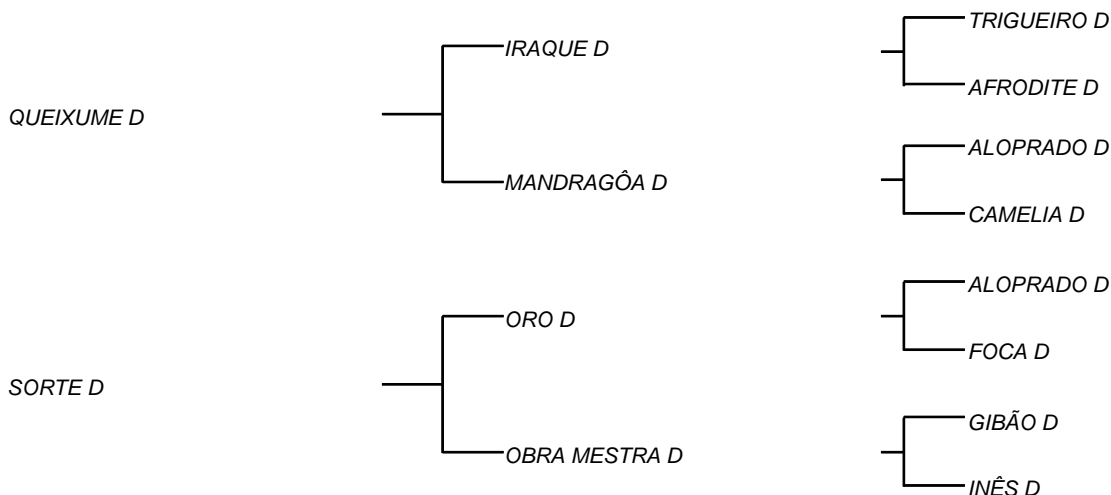 TRIGUEIRO D
IRAQUE D
AFRODITE D
QUEIXUME D
ALOPRADO D
MANDRAGÔA D
CAMELIA D
ALOPRADO D
ORO D
FOCA D
SORTE D
GIBÃO D
OBRA MESTRA D
INÊS D